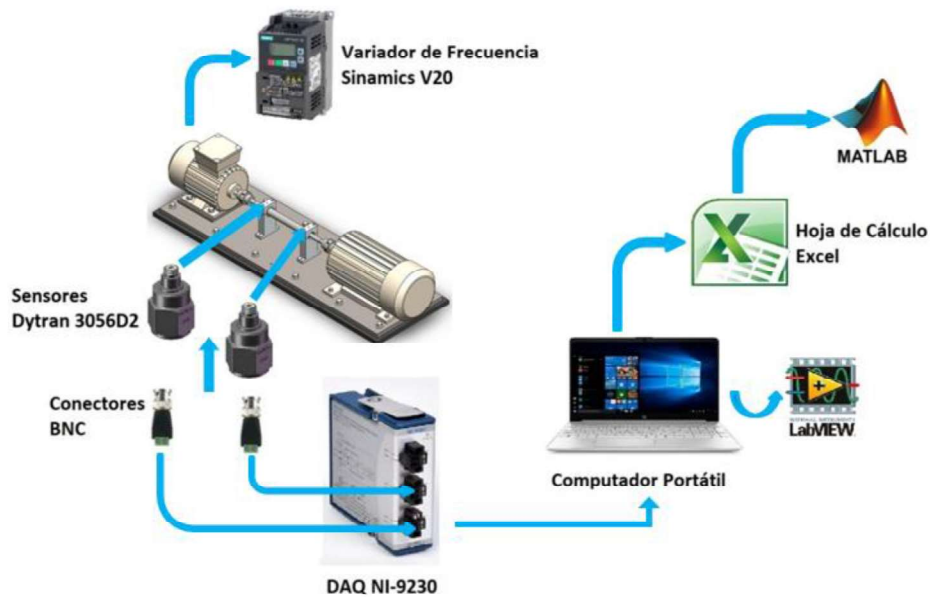 Variador de Frecuencia
Sinamics V20
MATLAB
Hoja de Cálculo
Excel
Sensores
Dytran 3056D2
Conectores
BNC
LabVIEW
Computador Portátil
DAQ NI-9230